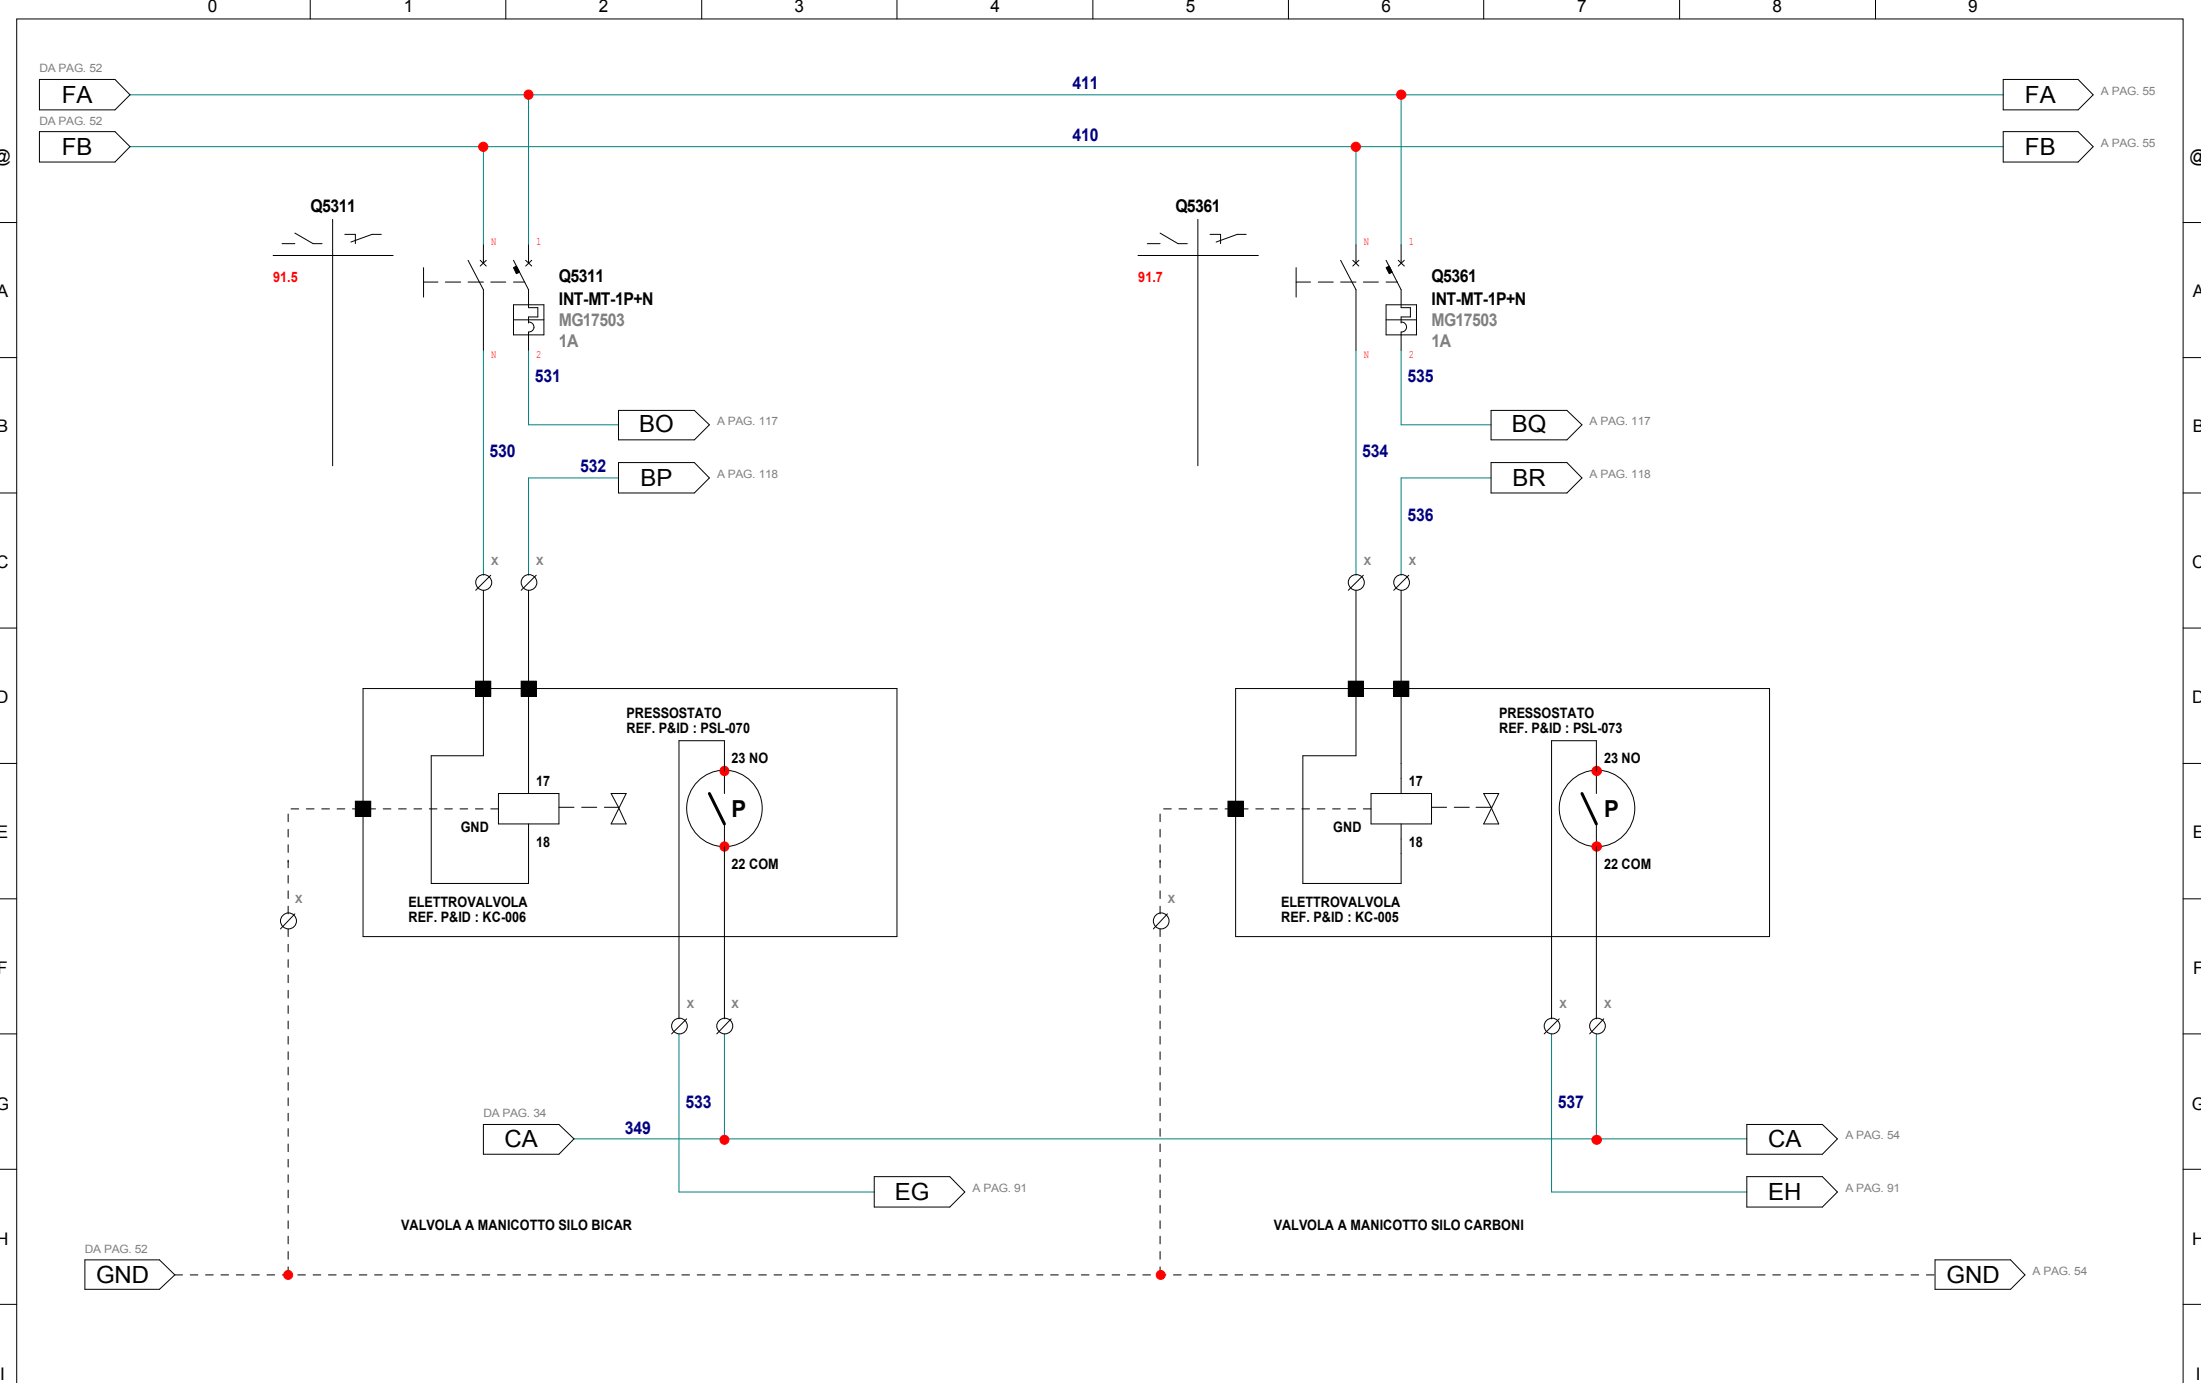 0 1 2 3 4 5 6 7 8 9
DA PAG. 52
FA 411 FA A PAG. 55
DA PAG. 52
FB 410 FB A PAG. 55
@ @
Q5311 Q5361
N 1 N 1
91.5 91.7
A A
Q5311 Q5361
INT-MT-1P+N INT-MT-1P+N
MG17503 MG17503
1A 1A
N 2 N 2
531 535
B B
BO A PAG. 117 BQ A PAG. 117
530 534
532 BP A PAG. 118 BR A PAG. 118
536
C C
x x x x
D D
PRESSOSTATO PRESSOSTATO
REF. P&ID : PSL-070 REF. P&ID : PSL-073
23 NO 23 NO
17 17
P P
E E
GND GND
18 18
22 COM 22 COM
ELETTROVALVOLA ELETTROVALVOLA
REF. P&ID : KC-006 REF. P&ID : KC-005
x x
F F
x x x x
G G
533 537
DA PAG. 34
CA 349 CA A PAG. 54
EG A PAG. 91 EH A PAG. 91
VALVOLA A MANICOTTO SILO BICAR VALVOLA A MANICOTTO SILO CARBONI
H H
DA PAG. 52
GND GND A PAG. 54
I I